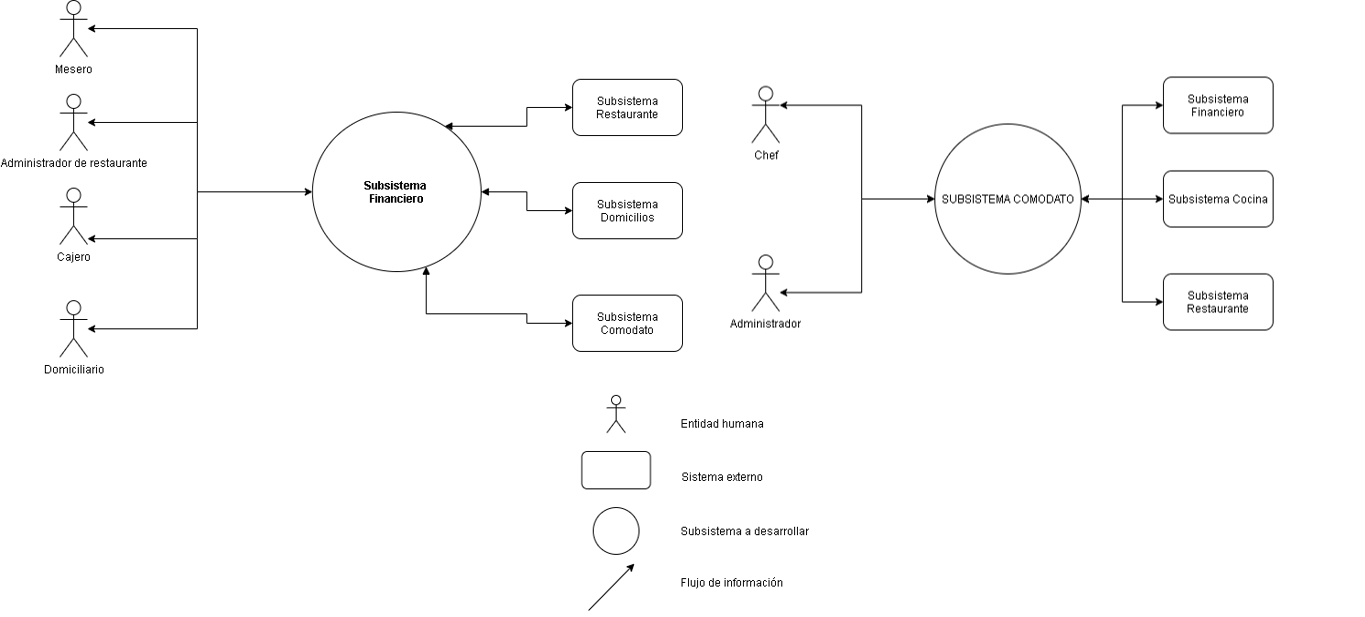 Mesero
Administrador de restaurante
Cajero
Domiciliario
Subsistema
Financiero
Subsistema
Restaurante
Subsistema
Domicilios
Subsistema
Comodato
Chef
Administrador
SUBSISTEMA COMODATO
Subsistema
Financiero
Subsistema Cocina
Subsistema
Restaurante
Entidad humana
Sistema externo
Subsistema a desarrollar
Flujo de información